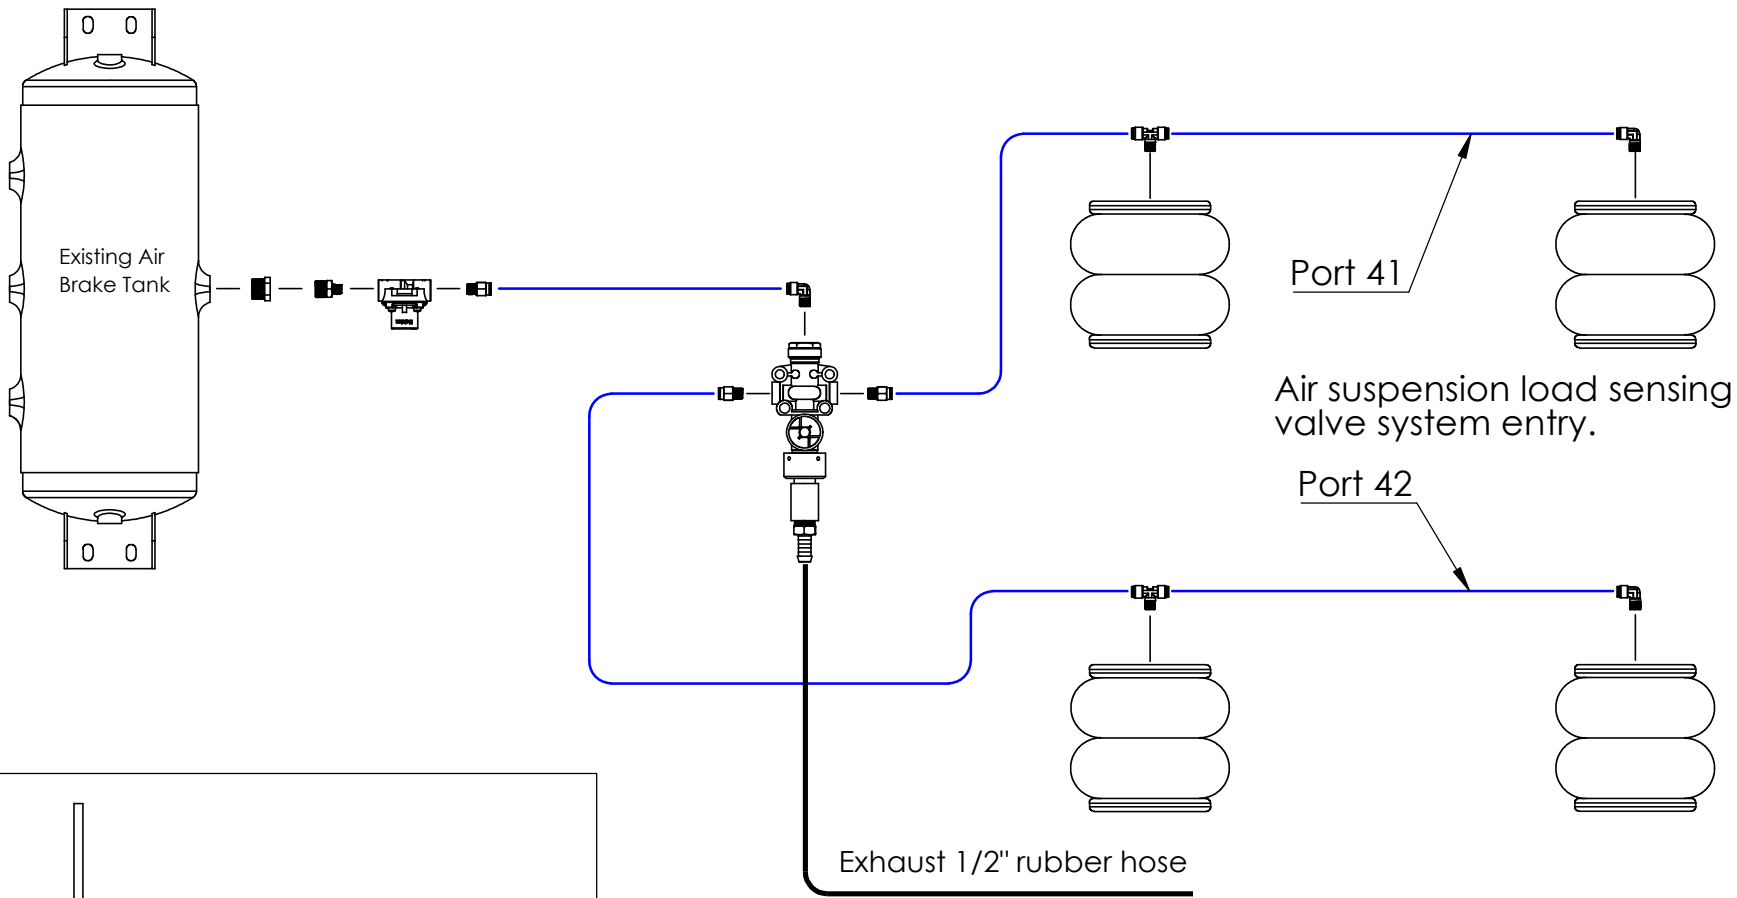 Existing Air
Brake Tank
Port 41
Air suspension load sensing
valve system entry.
Port 42
Exhaust 1/2" rubber hose